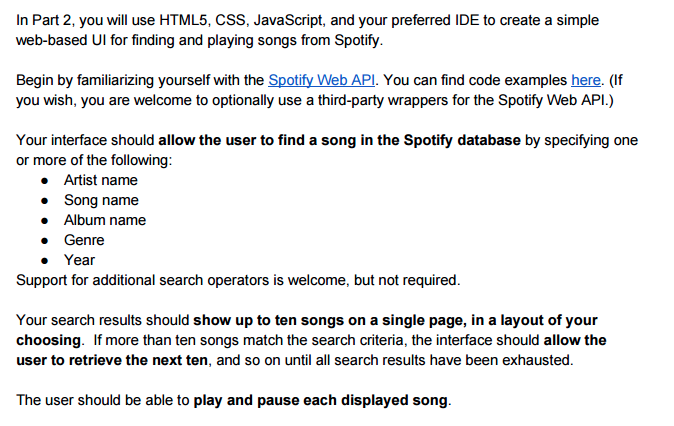 In Part 2, you will use HTML5, CSS, JavaScript, and your preferred IDE to create a simple
web-based UI for finding and playing songs from Spotify.
Begin by familiarizing yourself with the Spotify Web API. You can find code examples here. (If
you wish, you are welcome to optionally use a third-party wrappers for the Spotify Web API.)
Your interface should allow the user to find a song in the Spotify database by specifying one
or more of the following:
● Artist name
● Song name
● Album name
● Genre
● Year
Support for additional search operators is welcome, but not required.
Your search results should show up to ten songs on a single page, in a layout of your
choosing. If more than ten songs match the search criteria, the interface should allow the
user to retrieve the next ten, and so on until all search results have been exhausted.
The user should be able to play and pause each displayed song.